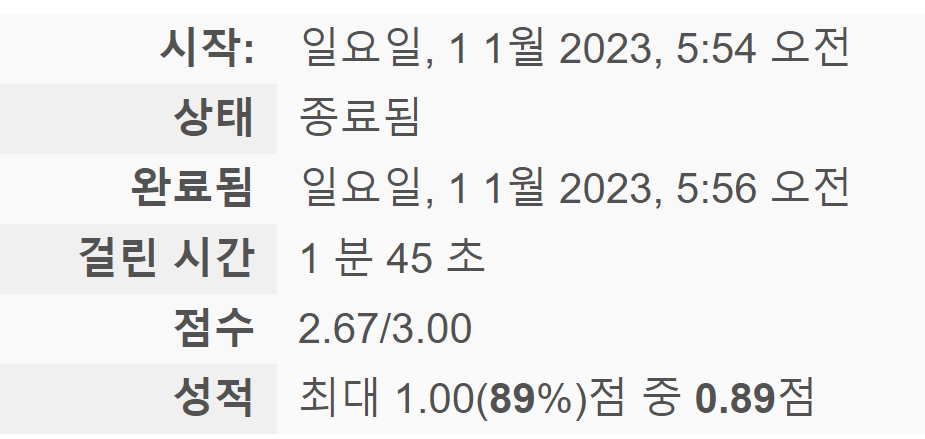 시작: 일요일, 1 1월 2023, 5:54 오전
상태 종료됨
완료됨 일요일, 1 1월 2023, 5:56 오전
걸린 시간 1 분 45 초
점수 2.67/3.00
성적 최대 1.00(89%)점 중 0.89점